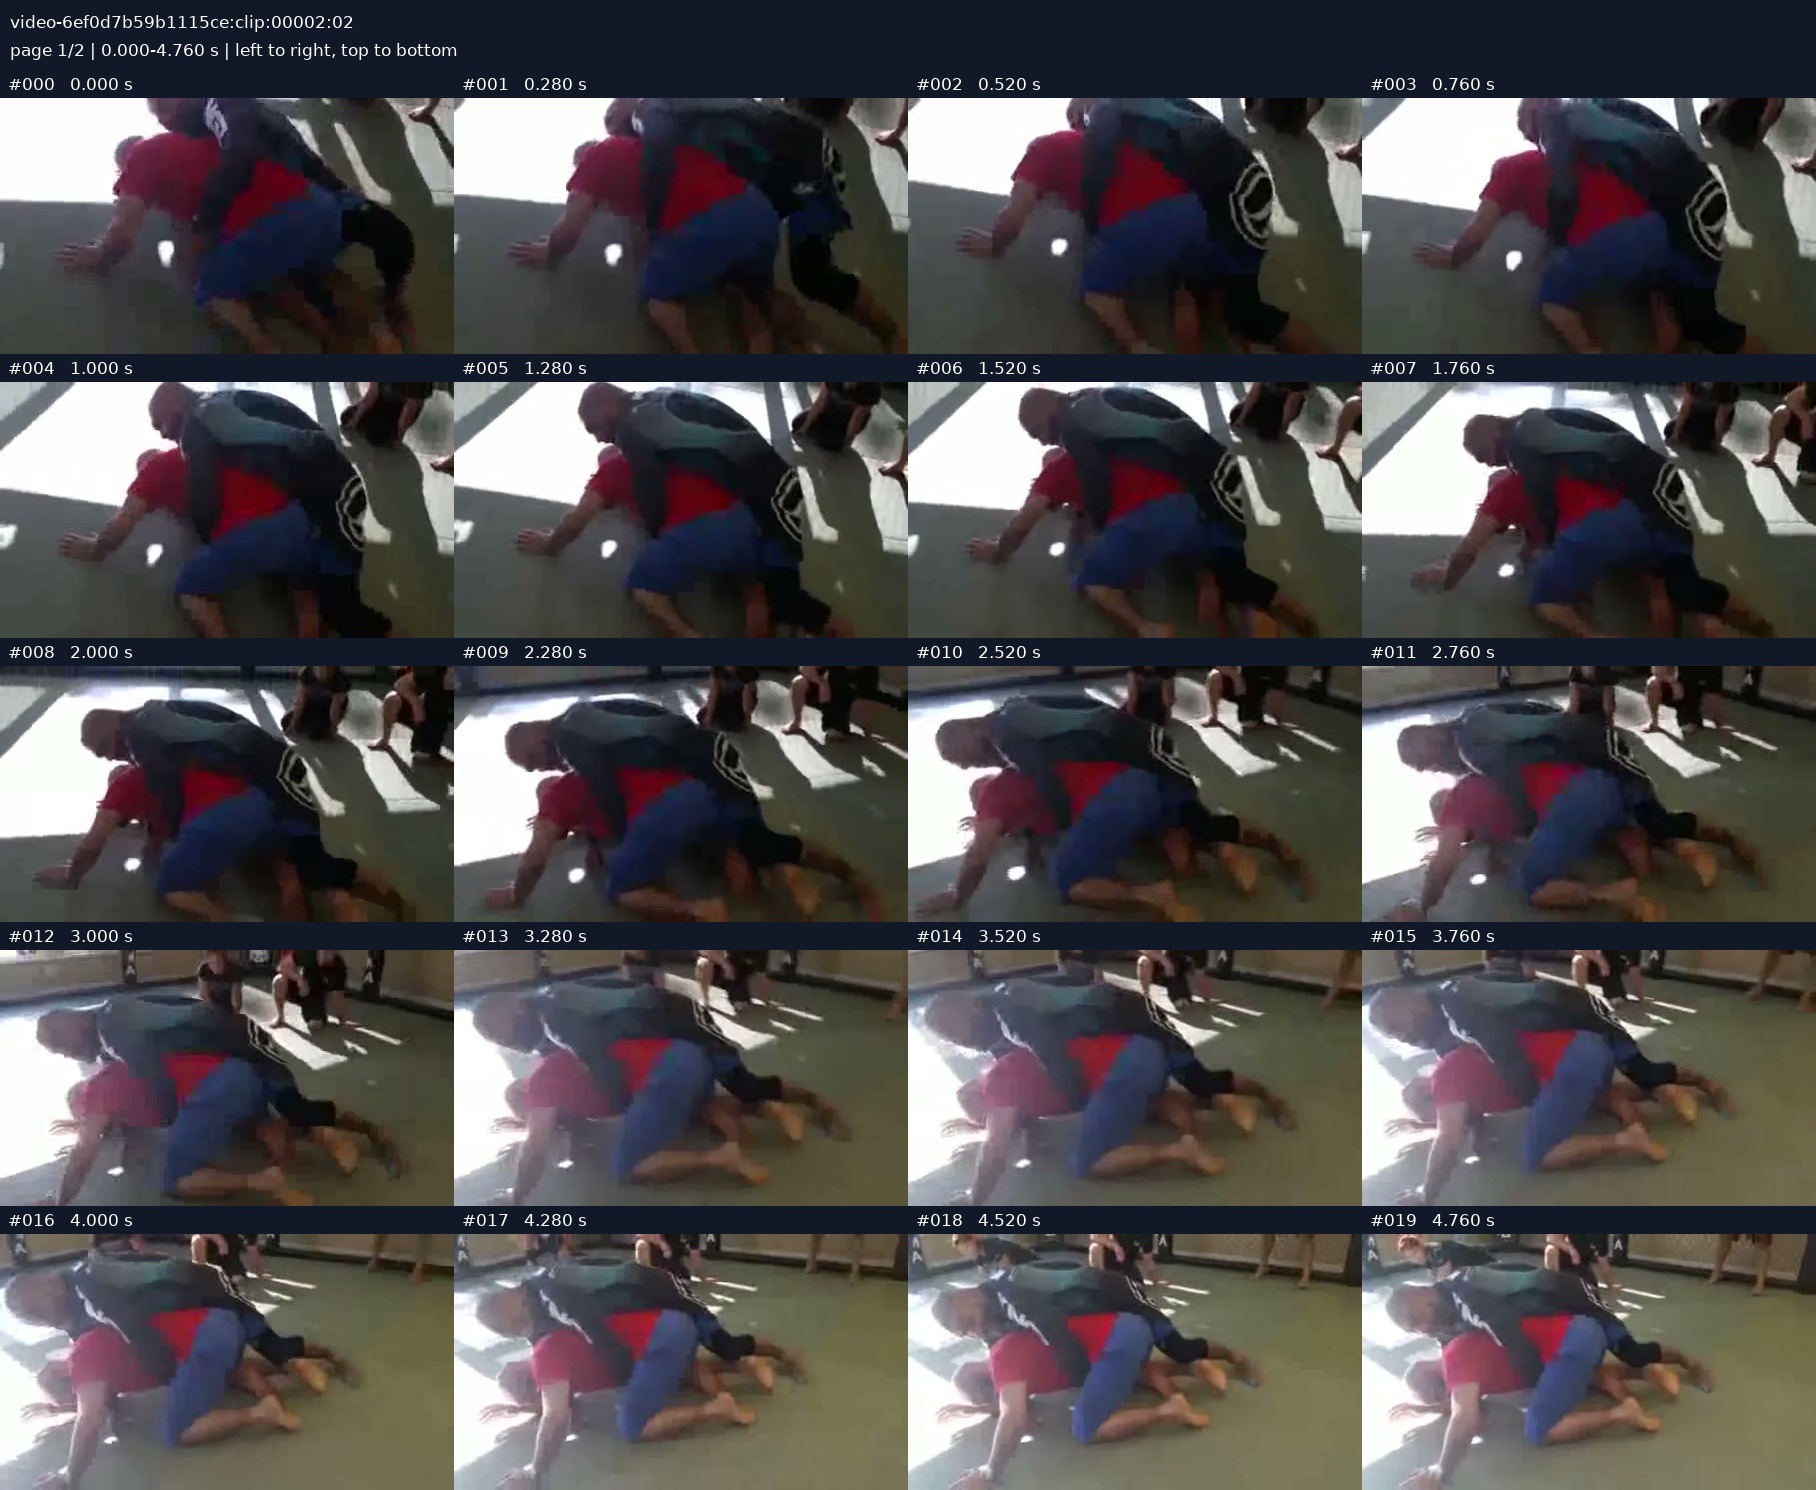 video-6ef0d7b59b1115ce:clip:00002:02
page 1/2 | 0.000-4.760 s | left to right, top to bottom
#000 0.000 s
#001 0.280 s
#002 0.520 s
#003 0.760 s
#004 1.000 s
#005 1.280 s
#006 1.520 s
#007 1.760 s
#008 2.000 s
#009 2.280 s
#010 2.520 s
#011 2.760 s
#012 3.000 s
#013 3.280 s
#014 3.520 s
#015 3.760 s
#016 4.000 s
#017 4.280 s
#018 4.520 s
#019 4.760 s